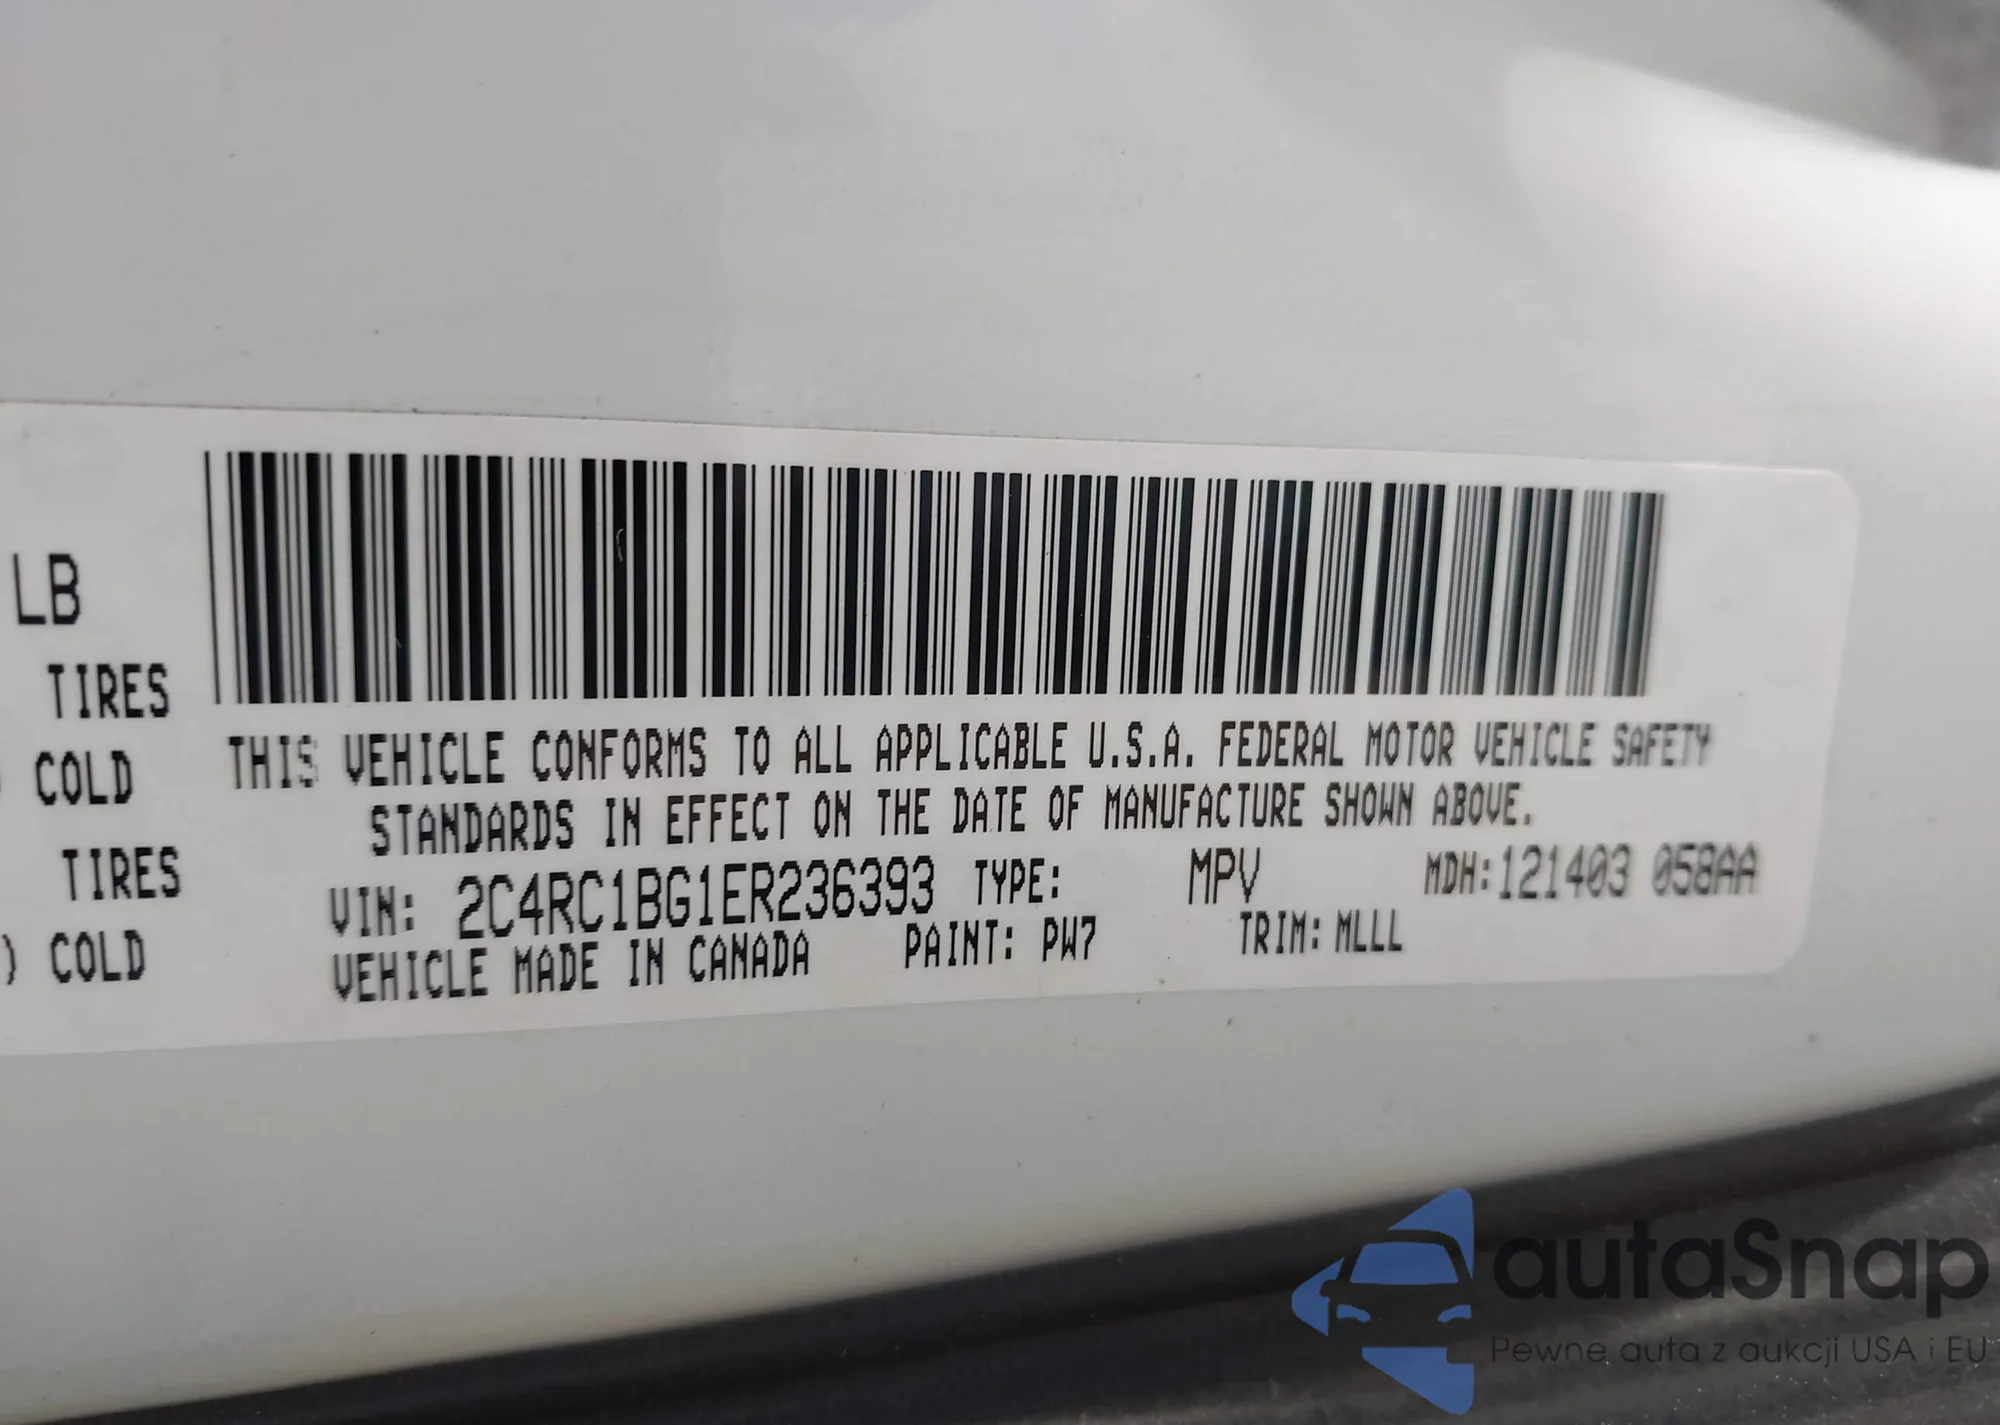 LB
TIRES
COLD
TIRES
) COLD
THIS VEHICLE CONFORMS TO ALL APPLICABLE U.S.A. FEDERAL MOTOR VEHICLE SAFETY
STANDARDS IN EFFECT ON THE DATE OF MANUFACTURE SHOWN ABOVE.
VIN: 2C4RC1BG1ER236393 TYPE: MPV MDH:121403 058AA
VEHICLE MADE IN CANADA PAINT: PW7 TRIM: MLLL
autaSnap
Pewne auta z aukcji USA i EU